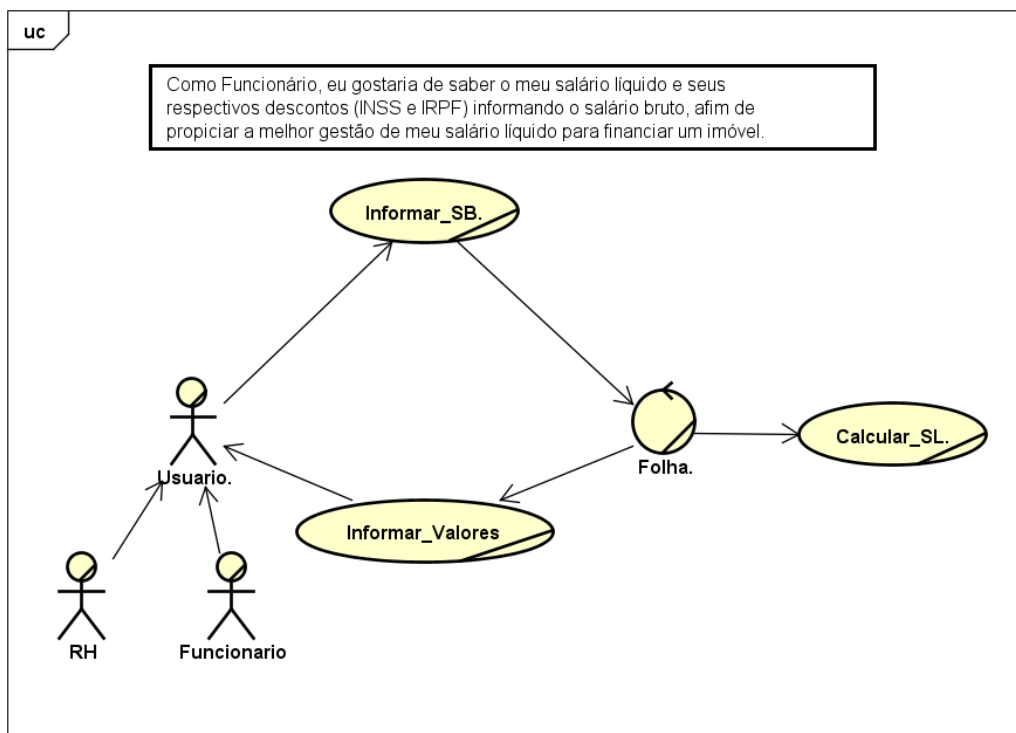 uc
Como Funcionário, eu gostaria de saber o meu salário líquido e seus
respectivos descontos (INSS e IRPF) informando o salário bruto, afim de
propiciar a melhor gestão de meu salário líquido para financiar um imóvel.
Informar_SB.
Usuario.
Folha.
Calcular_SL.
Informar_Valores
RH
Funcionario